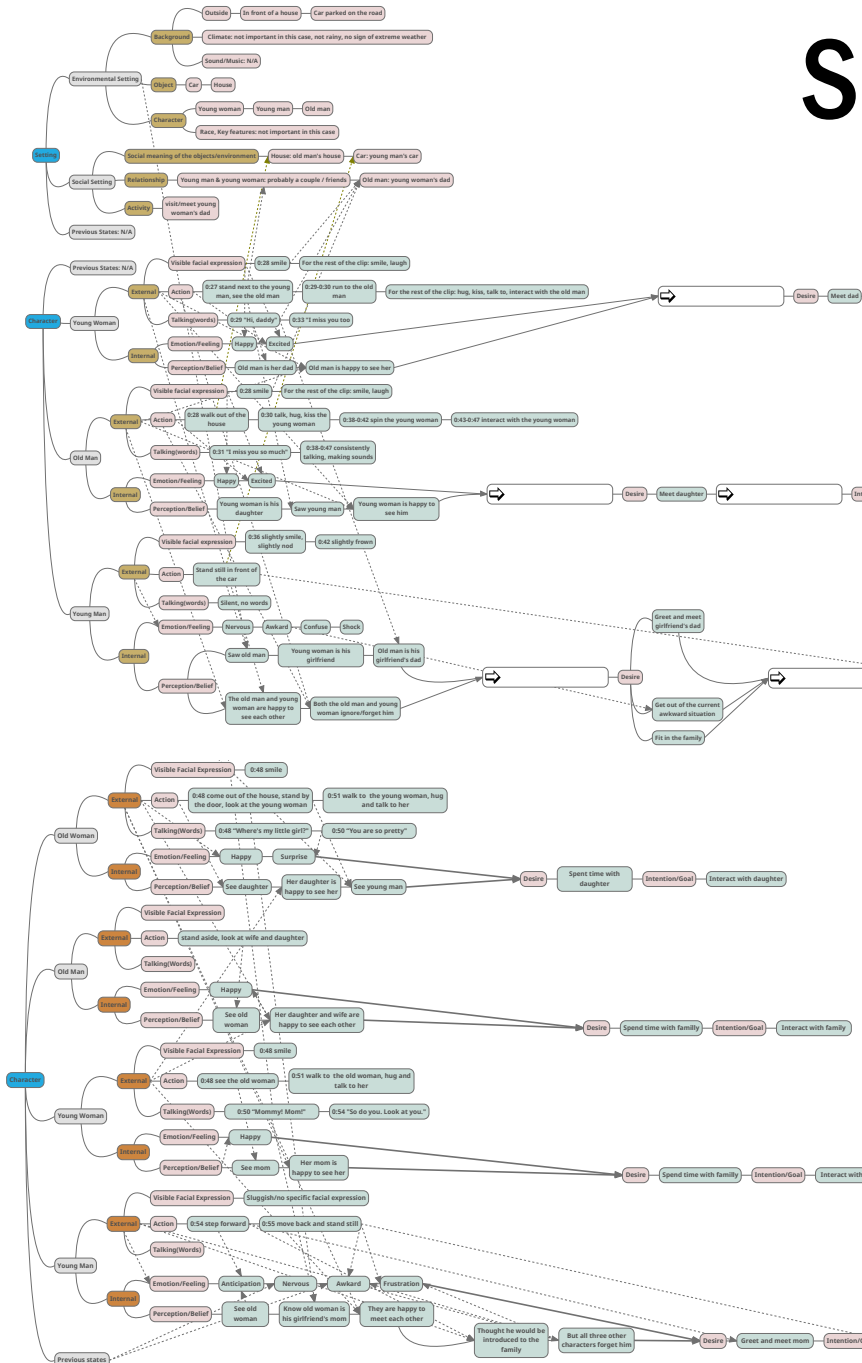 S
Outside
In front of a house
Car parked on the road
Background
Climate: not important in this case, not rainy, no sign of extreme weather
Sound/Music: N/A
Environmental Setting
Object
Car
House
Young woman
Young man
Old man
Character
Race, Key features: not important in this case
Setting
Social meaning of the objects/environment
House: old man's house
Car: young man's car
Social Setting
Relationship
Young man & young woman: probably a couple / friends
Old man: young woman's dad
Activity
visit/meet young
woman's dad
Previous States: N/A
Previous States: N/A
Visible facial expression
0:28 smile
For the rest of the clip: smile, laugh
External
Action
0:27 stand next to the young
man, see the old man
0:29-0:30 run to the old
man
For the rest of the clip: hug, kiss, talk to, interact with the old man
Desire
Meet dad
Character
Young Woman
Talking(words)
0:29 "Hi, daddy"
0:33 "I miss you too
Emotion/Feeling
Happy
Excited
Internal
Perception/Belief
Old man is her dad
Old man is happy to see her
Visible facial expression
0:28 smile
For the rest of the clip: smile, laugh
External
Action
0:28 walk out of the
house
0:30 talk, hug, kiss the
young woman
0:38-0:42 spin the young woman
0:43-0:47 interact with the young woman
Old Man
Talking(words)
0:31 "I miss you so much"
0:38-0:47 consistently
talking, making sounds
Emotion/Feeling
Happy
Excited
Internal
Desire
Meet daughter
Int
Perception/Belief
Young woman is his
daughter
Saw young man
Young woman is happy to
see him
Visible facial expression
0:36 slightly smile,
slightly nod
0:42 slightly frown
External
Action
Stand still in front of
the car
Young Man
Talking(words)
Silent, no words
Emotion/Feeling
Nervous
Awkard
Confuse
Shock
Internal
Saw old man
Young woman is his
girlfriend
Old man is his
girlfriend's dad
Perception/Belief
The old man and young
woman are happy to
see each other
Both the old man and young
woman ignore/forget him
Greet and meet
girlfriend's dad
Desire
Get out of the current
awkward situation
Fit in the family
Visible Facial Expression
0:48 smile
External
Action
0:48 come out of the house, stand by
the door, look at the young woman
0:51 walk to the young woman, hug
and talk to her
Old Woman
Talking(Words)
0:48 "Where's my little girl?"
0:50 "You are so pretty"
Emotion/Feeling
Happy
Surprise
Internal
Perception/Belief
See daughter
Her daughter is
happy to see her
See young man
Desire
Spent time with
daughter
Intention/Goal
Interact with daughter
Visible Facial Expression
External
Action
stand aside, look at wife and daughter
Old Man
Talking(Words)
Emotion/Feeling
Happy
Internal
Perception/Belief
See old
woman
Her daughter and wife are
happy to see each other
Desire
Spend time with familly
Intention/Goal
Interact with family
Visible Facial Expression
0:48 smile
Character
External
Action
0:48 see the old woman
0:51 walk to the old woman, hug and
talk to her
Young Woman
Talking(Words)
0:50 "Mommy! Mom!"
0:54 "So do you. Look at you."
Emotion/Feeling
Happy
Internal
Perception/Belief
See mom
Her mom is
happy to see her
Desire
Spend time with familly
Intention/Goal
Interact with
Visible Facial Expression
Sluggish/no specific facial expression
External
Action
0:54 step forward
0:55 move back and stand still
Young Man
Talking(Words)
Emotion/Feeling
Anticipation
Nervous
Awkard
Frustration
Internal
Perception/Belief
See old
woman
Know old woman is
his girlfriend's mom
They are happy to
meet each other
Thought he would be
introduced to the
family
But all three other
characters forget him
Desire
Greet and meet mom
Intention/G
Previous states